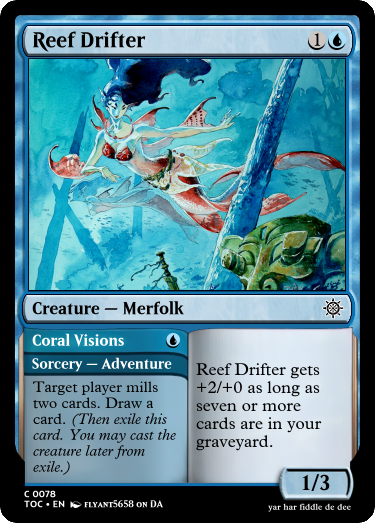 Reef Drifter 1
Creature — Merfolk
Coral Visions
Sorcery — Adventure
Target player mills
two cards. Draw a
card. (Then exile this
card. You may cast the
creature later from
exile.)
Reef Drifter gets
+2/+0 as long as
seven or more
cards are in your
graveyard.
1/3
C 0078
TOC • EN FLYANT5658 ON DA
yar har fiddle de dee